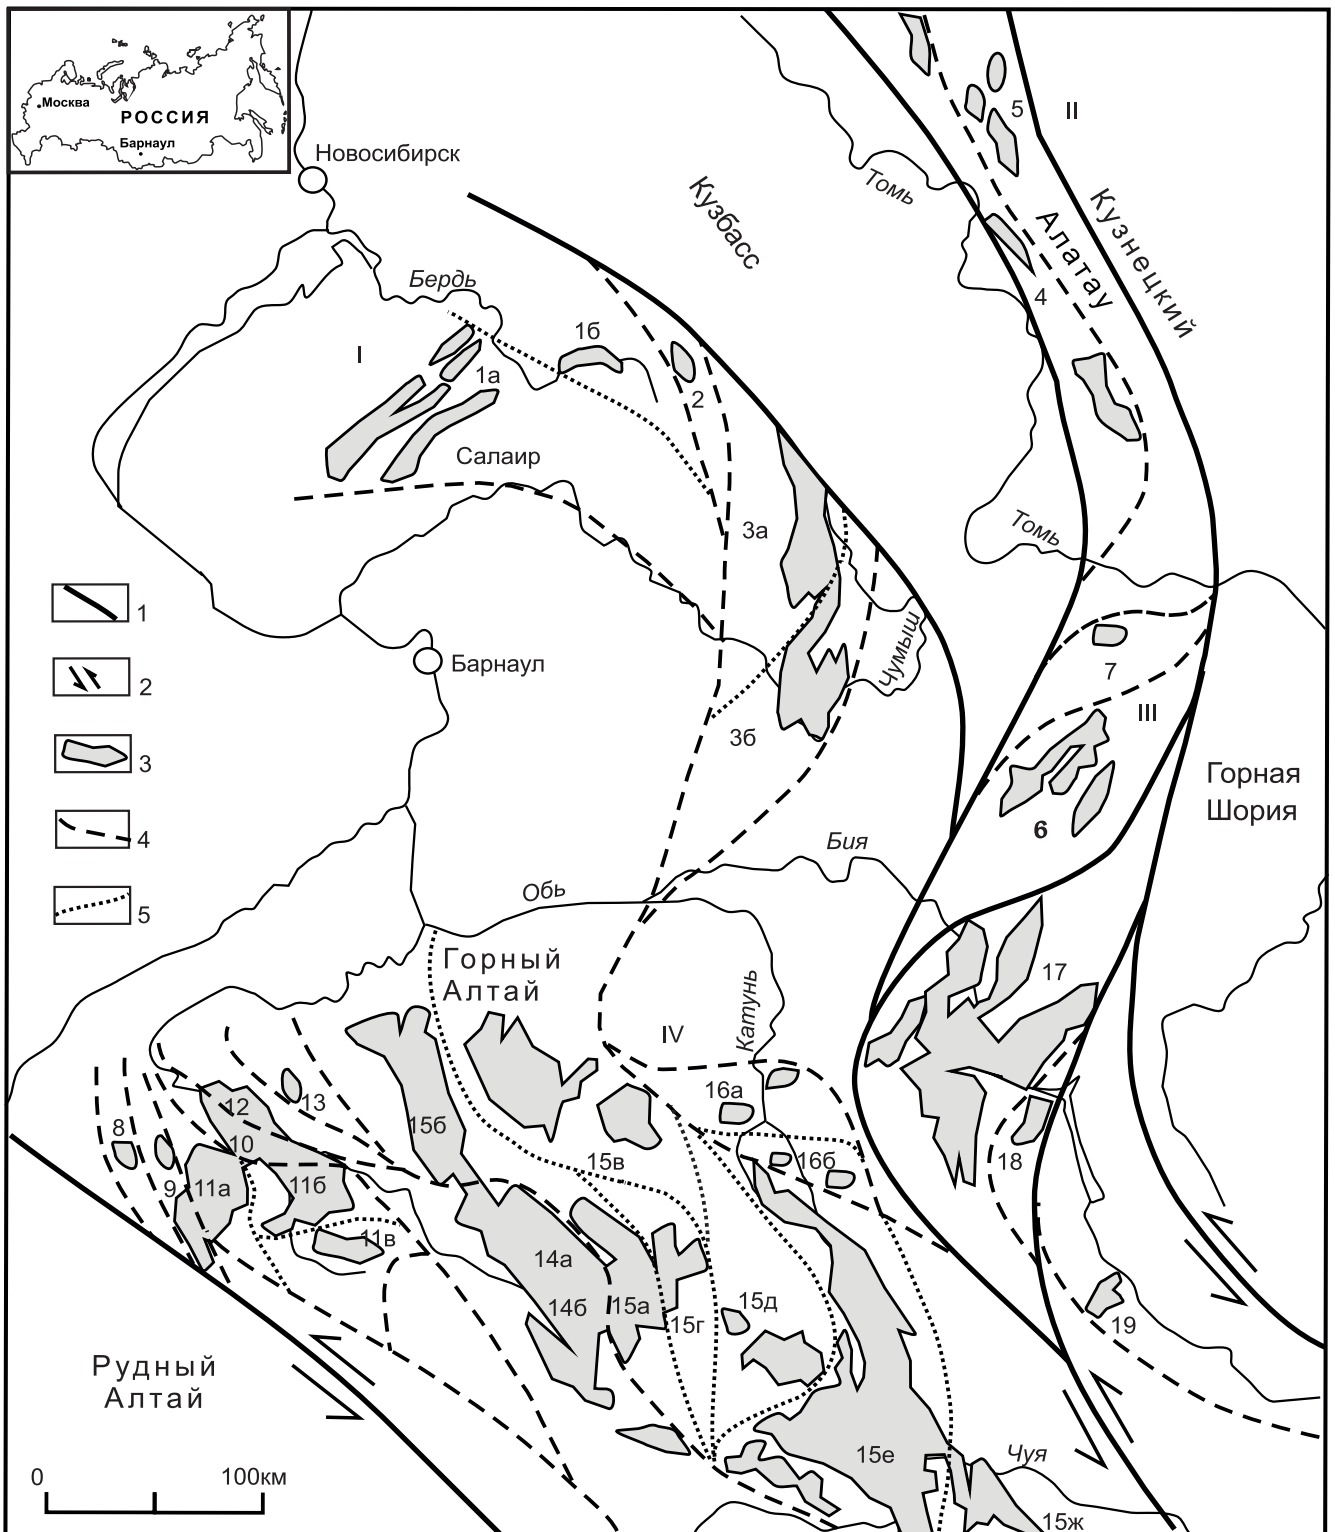 Москва
РОССИЯ
Барнаул
Новосибирск
Кузбасс
Томь
5
II
Кузнецкий
Алатау
4
Бердь
I
1б
1а
2
Салаир
3а
Томь
1
2
3
4
5
Барнаул
Чумыш
3б
7
III
6
Горная
Шория
Бия
Обь
Горный
Алтай
IV
Катунь
17
16а
16б
18
19
8
9
10
12
13
11а
11б
11в
15б
15в
14а
14б
15а
15г
15д
15е
15ж
Чуя
Рудный
Алтай
0
100км